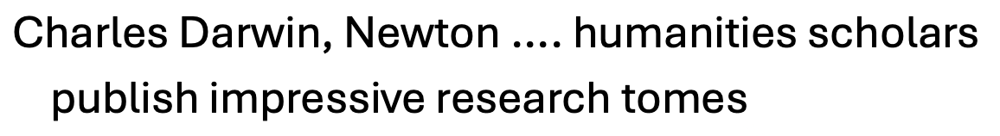 Charles Darwin, Newton .... humanities scholars
publish impressive research tomes